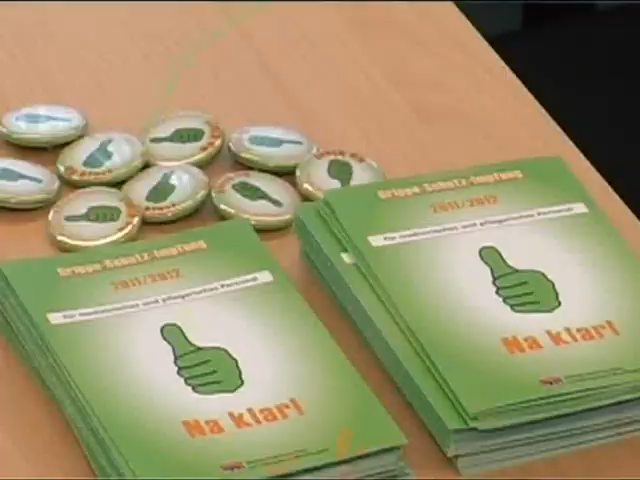 Grippe-Schutz-Impfung
2011/2012
für medizinisches und pflegerisches Personal
Na klar!
Grippe-Schutz-Impfung
2011/2012
für medizinisches und pflegerisches Personal
Na klar!